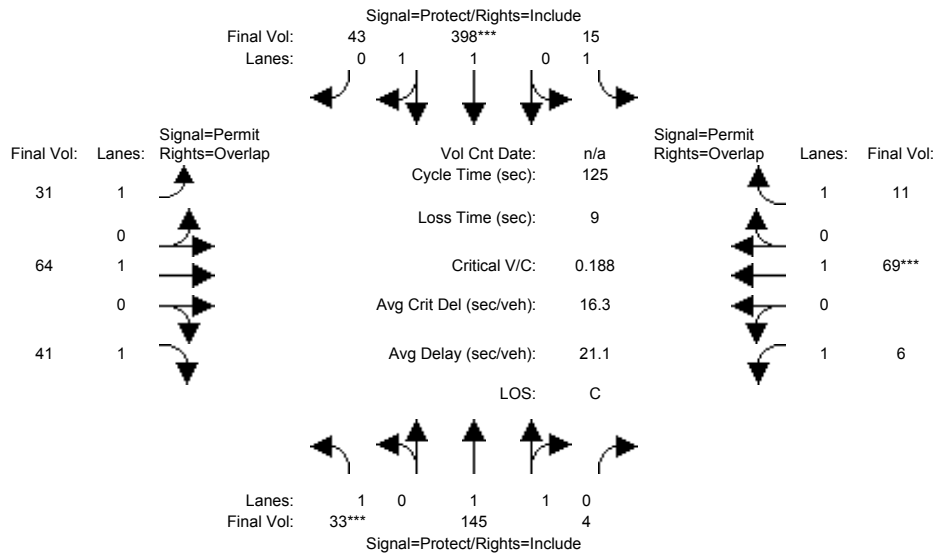 Signal=Protect/Rights=Include
Final Vol: 43 398*** 15
Lanes: 0 1 1 0 1
Signal=Permit Signal=Permit
Final Vol: Lanes: Rights=Overlap Vol Cnt Date: n/a Rights=Overlap Lanes: Final Vol:
Cycle Time (sec): 125
31 1 1 11
Loss Time (sec): 9
0 0
64 1 Critical V/C: 0.188 1 69***
0 Avg Crit Del (sec/veh): 16.3 0
41 1 Avg Delay (sec/veh): 21.1 1 6
LOS: C
Lanes: 1 0 1 1 0
Final Vol: 33*** 145 4
Signal=Protect/Rights=Include